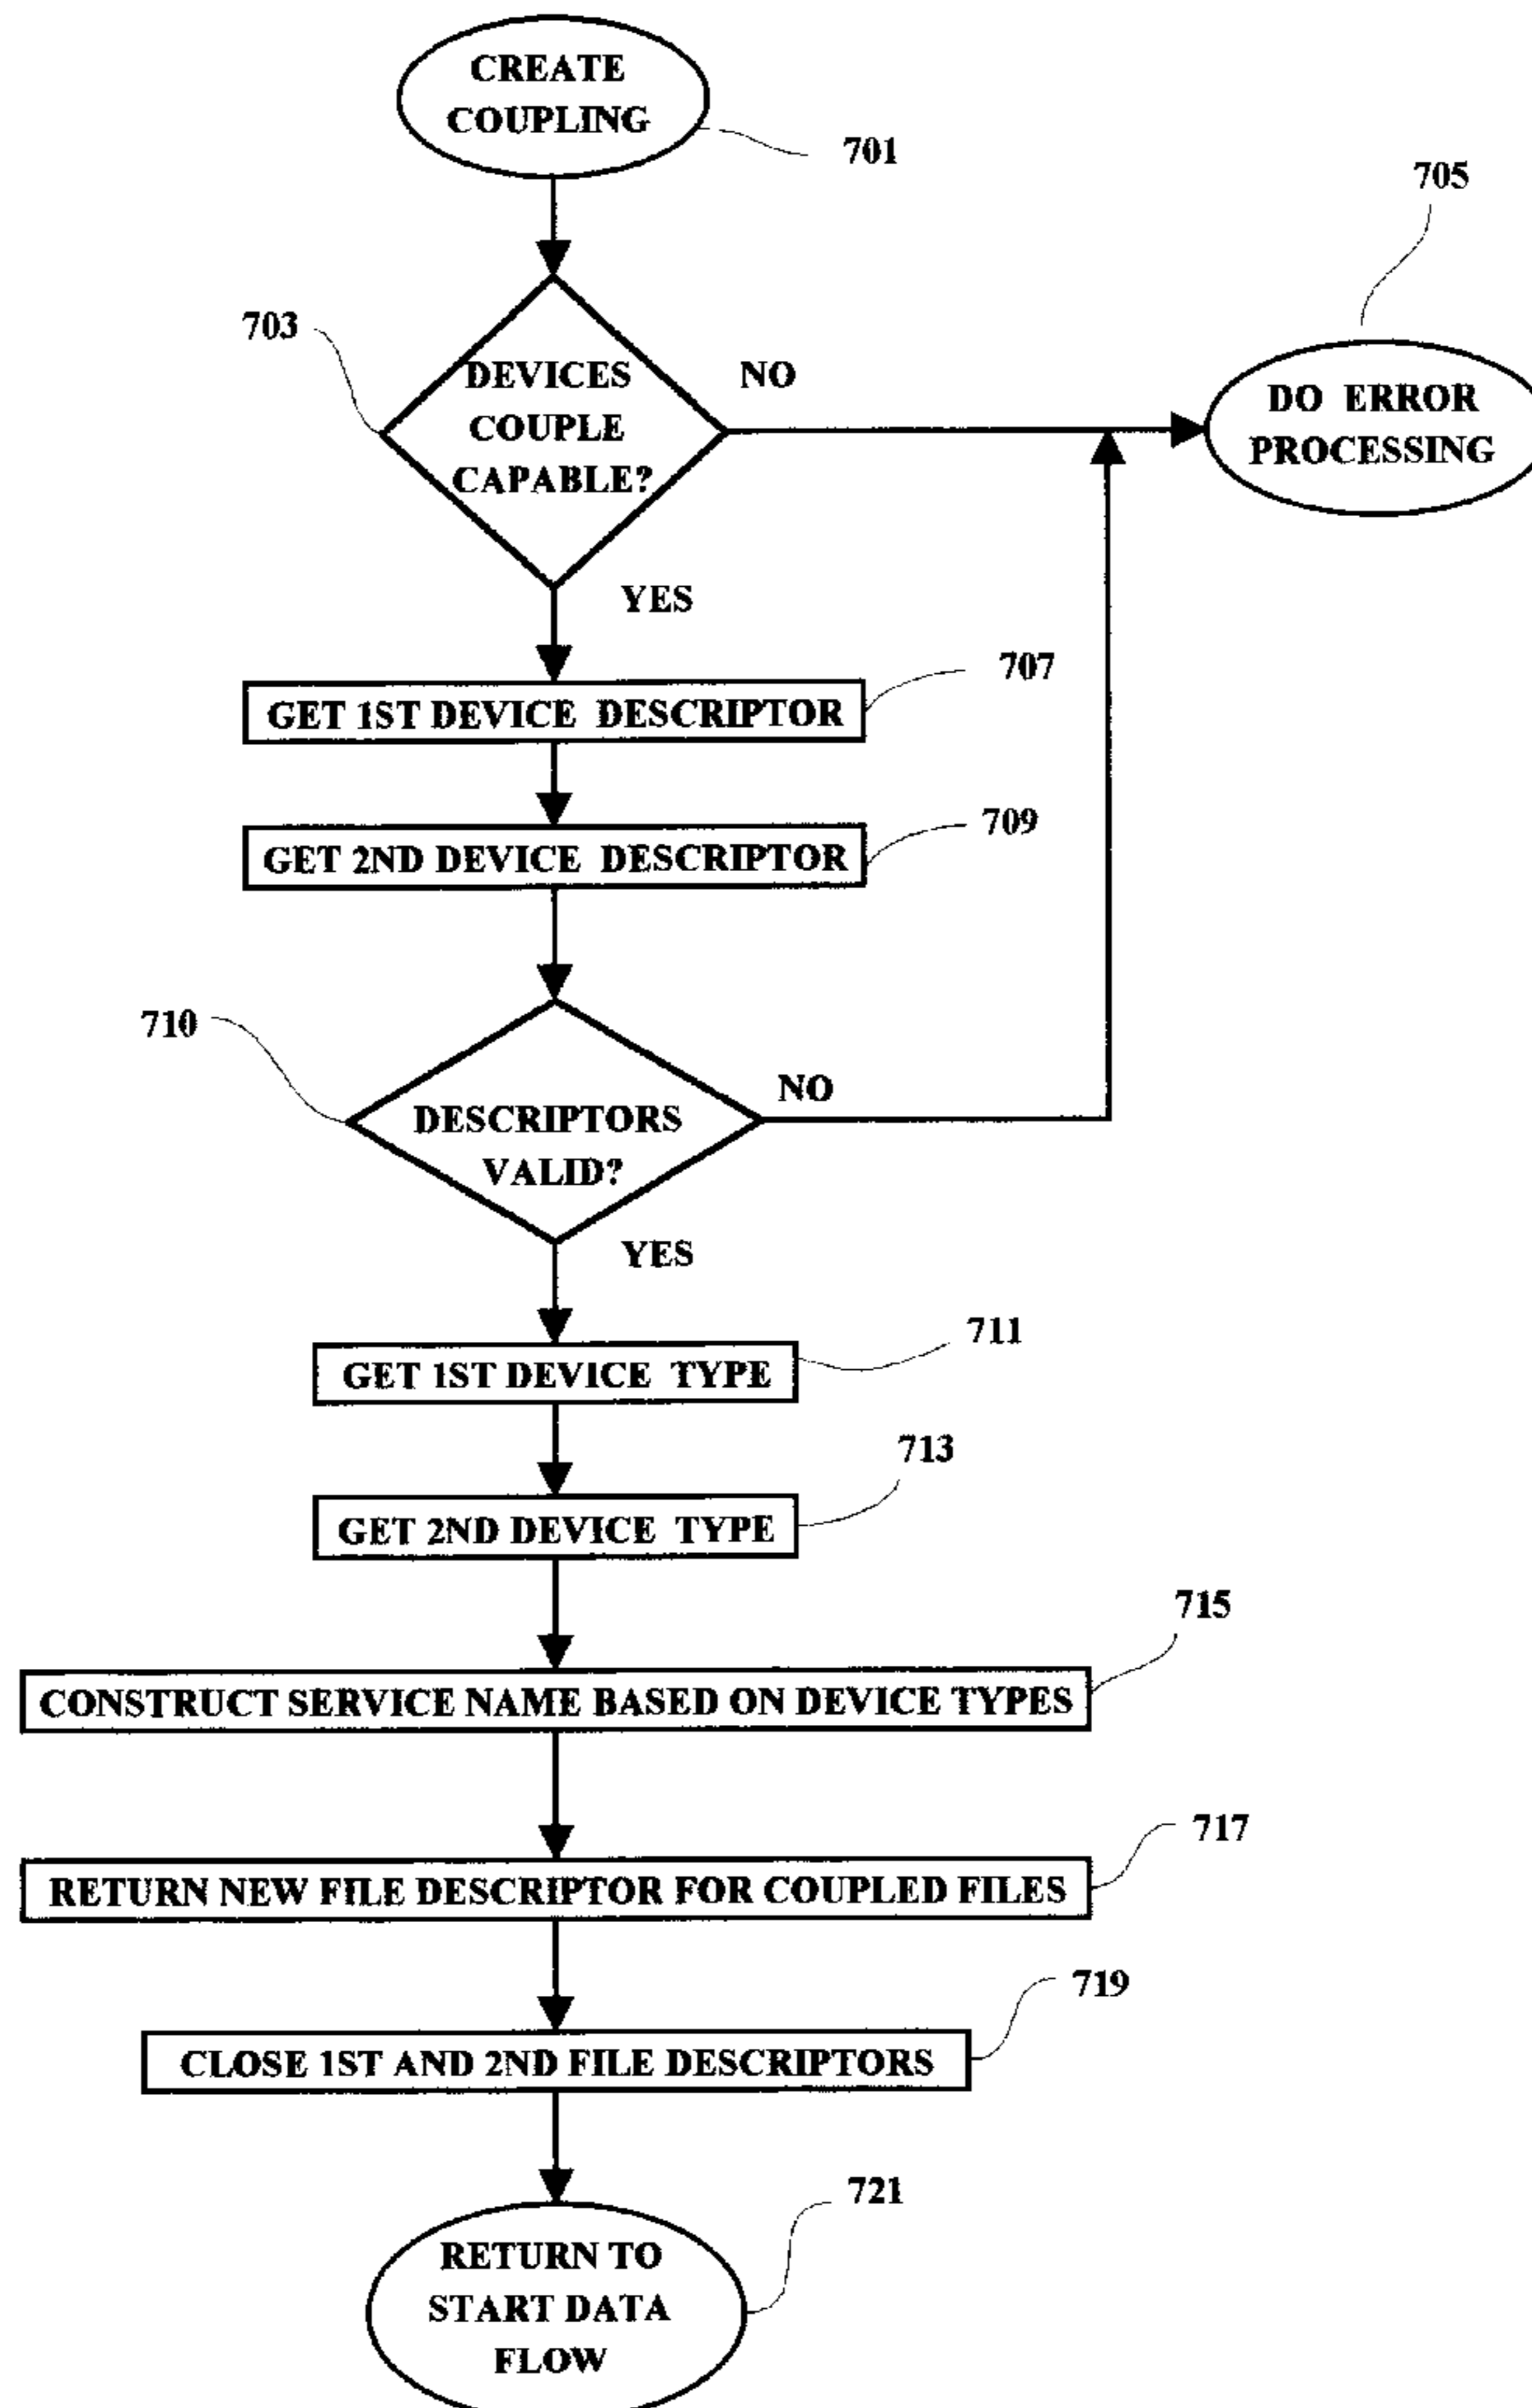 CREATE
COUPLING
701
705
703
DEVICES
COUPLE
CAPABLE?
NO
DO ERROR
PROCESSING
YES
707
GET 1ST DEVICE DESCRIPTOR
709
GET 2ND DEVICE DESCRIPTOR
710
DESCRIPTORS
VALID?
NO
YES
711
GET 1ST DEVICE TYPE
713
GET 2ND DEVICE TYPE
715
CONSTRUCT SERVICE NAME BASED ON DEVICE TYPES
717
RETURN NEW FILE DESCRIPTOR FOR COUPLED FILES
719
CLOSE 1ST AND 2ND FILE DESCRIPTORS
721
RETURN TO
START DATA
FLOW